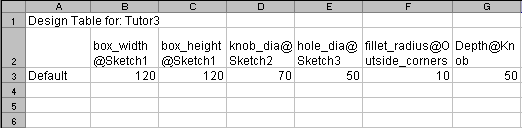 A B C D E F G
1 Design Table for: Tutor3
2 box_width@Sketch1 box_height@Sketch1 knob_dia@Sketch2 hole_dia@Sketch3 fillet_radius@Outside_corners Depth@Knob
3 Default 120 120 70 50 10 50
4
5
6